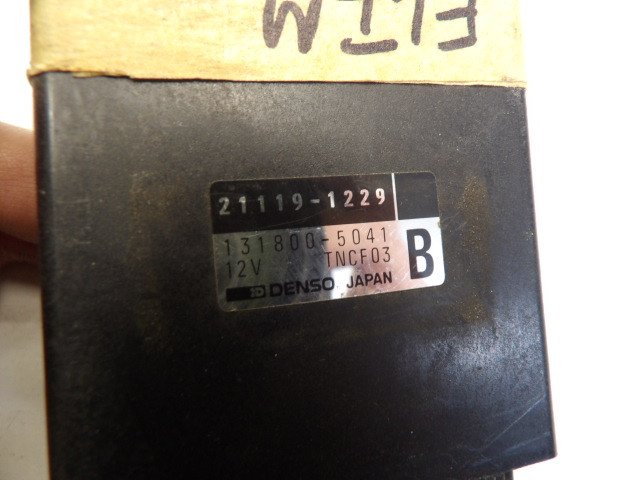 21119-1229
131800-5041
12V TNCF03 B
DENSO JAPAN